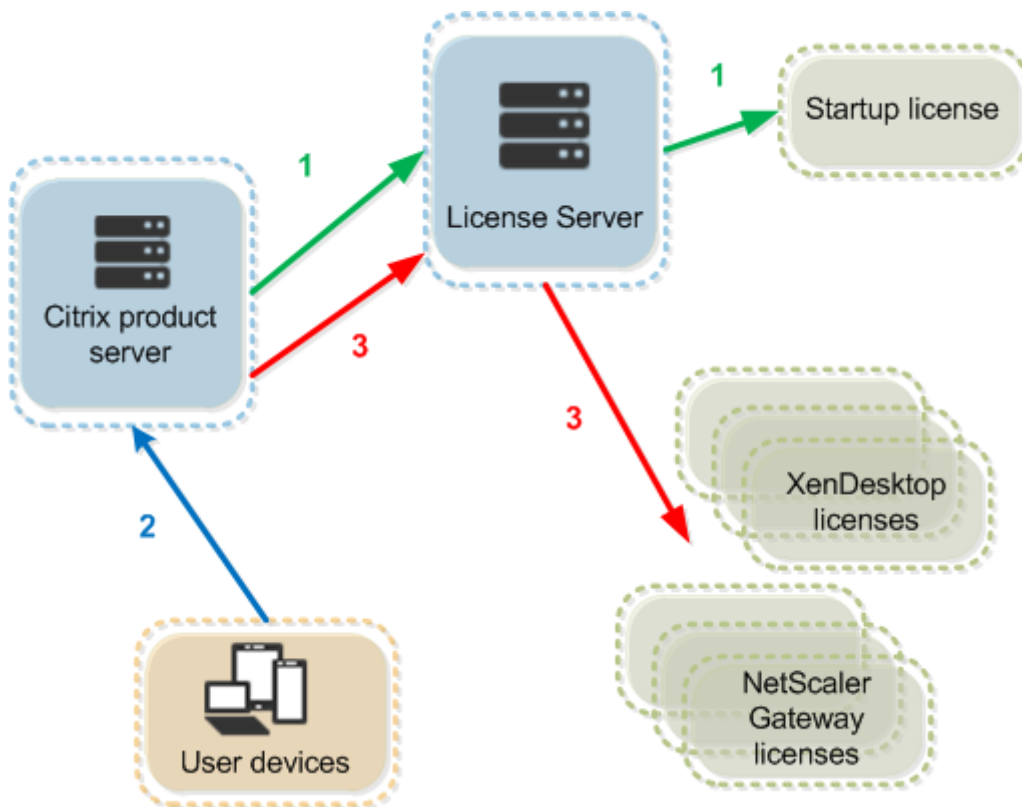 1
Startup license
1
License Server
Citrix product
server
3
3
XenDesktop
licenses
2
NetScaler
Gateway
licenses
User devices